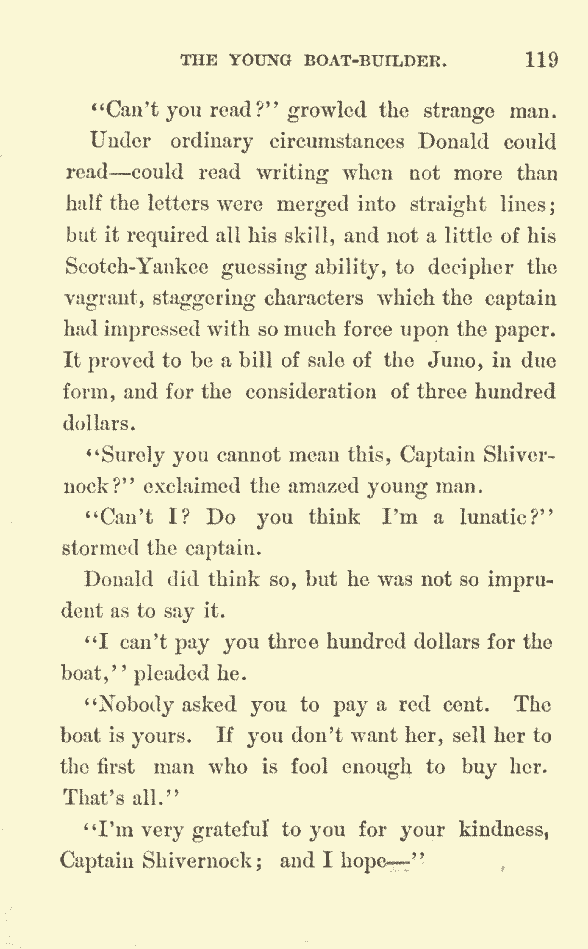 THE YOUNG BOAT-BUILDER. 119
“Can’t you read?” growled the strange man.
Under ordinary circumstances Donald could
read—could read writing when not more than
half the letters were merged into straight lines;
but it required all his skill, and not a little of his
Scotch-Yankee guessing ability, to decipher the
vagrant, staggering characters which the captain
had impressed with so much force upon the paper.
It proved to be a bill of sale of the Juno, in due
form, and for the consideration of three hundred
dollars.
“Surely you cannot mean this, Captain Shiver-
nock?” exclaimed the amazed young man.
“Can’t I? Do you think I’m a lunatic?”
stormed the captain.
Donald did think so, but he was not so impru-
dent as to say it.
“I can’t pay you three hundred dollars for the
boat,” pleaded he.
“Nobody asked you to pay a red cent. The
boat is yours. If you don’t want her, sell her to
the first man who is fool enough to buy her.
That’s all.”
“I’m very grateful to you for your kindness,
Captain Shivernock; and I hope—”